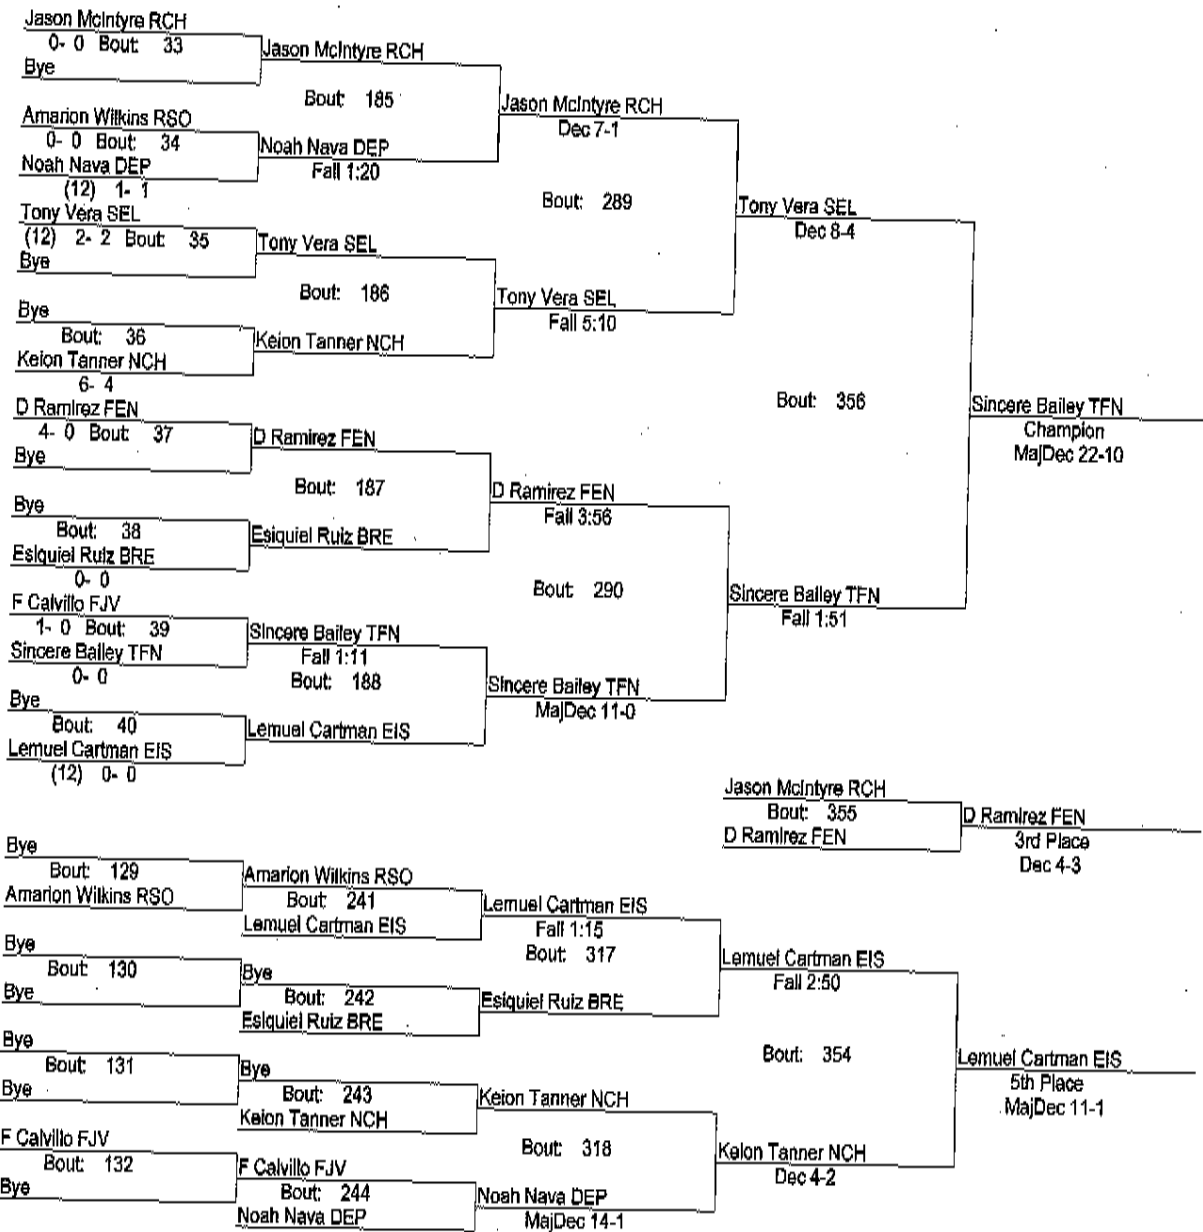 Jason McIntyre RCH
0- 0 Bout: 33
Bye
Jason McIntyre RCH
Bout: 185
Amarion Wilkins RSO
0- 0 Bout: 34
Noah Nava DEP
(12) 1- 1
Noah Nava DEP
Fall 1:20
Jason McIntyre RCH
Dec 7-1
Bout: 289
Tony Vera SEL
(12) 2- 2 Bout: 35
Bye
Tony Vera SEL
Bout: 186
Bye
Bout: 36
Keion Tanner NCH
6- 4
Keion Tanner NCH
Tony Vera SEL
Fall 5:10
Tony Vera SEL
Dec 8-4
Bout: 356
D Ramirez FEN
4- 0 Bout: 37
Bye
D Ramirez FEN
Bout: 187
Bye
Bout: 38
Esiquiel Ruiz BRE
0- 0
Esiquiel Ruiz BRE
D Ramirez FEN
Fall 3:56
Bout: 290
F Calvillo FJV
1- 0 Bout: 39
Sincere Bailey TFN
0- 0
Sincere Bailey TFN
Fall 1:11
Bout: 188
Bye
Bout: 40
Lemuel Cartman EIS
(12) 0- 0
Lemuel Cartman EIS
Sincere Bailey TFN
MajDec 11-0
Sincere Bailey TFN
Fall 1:51
Sincere Bailey TFN
Champion
MajDec 22-10
Jason McIntyre RCH
Bout: 355
D Ramirez FEN
D Ramirez FEN
3rd Place
Dec 4-3
Bye
Bout: 129
Amarion Wilkins RSO
Amarion Wilkins RSO
Bout: 241
Lemuel Cartman EIS
Lemuel Cartman EIS
Fall 1:15
Bout: 317
Bye
Bout: 130
Bye
Bye
Bout: 242
Esiquiel Ruiz BRE
Esiquiel Ruiz BRE
Lemuel Cartman EIS
Fall 2:50
Bout: 354
Bye
Bout: 131
Bye
Bye
Bout: 243
Keion Tanner NCH
Keion Tanner NCH
Bout: 318
F Calvillo FJV
Bout: 132
Bye
F Calvillo FJV
Bout: 244
Noah Nava DEP
Noah Nava DEP
MajDec 14-1
Keion Tanner NCH
Dec 4-2
Lemuel Cartman EIS
5th Place
MajDec 11-1